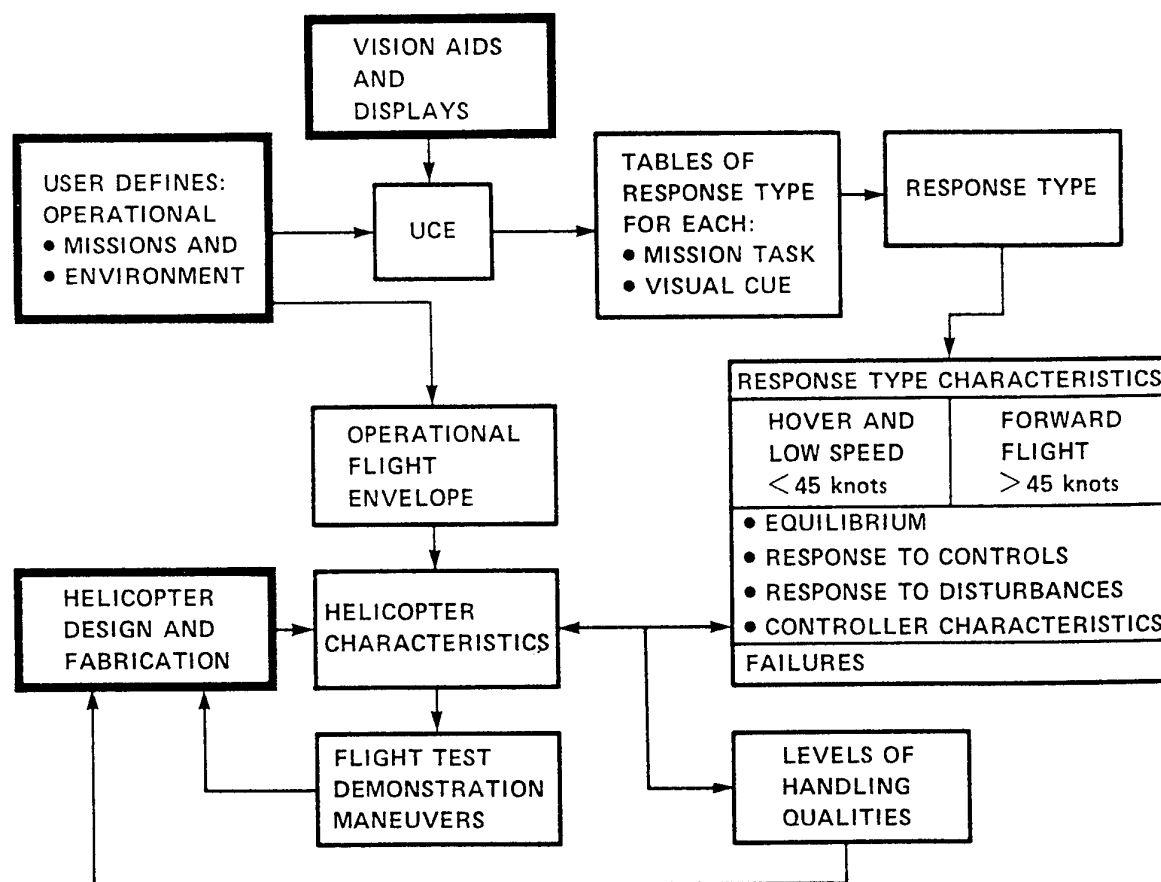 VISION AIDS
AND
DISPLAYS
USER DEFINES:
OPERATIONAL
• MISSIONS AND
• ENVIRONMENT
UCE
TABLES OF
RESPONSE TYPE
FOR EACH:
• MISSION TASK
• VISUAL CUE
RESPONSE TYPE
RESPONSE TYPE CHARACTERISTICS
HOVER AND
LOW SPEED
<45 knots
FORWARD
FLIGHT
>45 knots
• EQUILIBRIUM
• RESPONSE TO CONTROLS
• RESPONSE TO DISTURBANCES
• CONTROLLER CHARACTERISTICS
FAILURES
OPERATIONAL
FLIGHT
ENVELOPE
HELICOPTER
DESIGN AND
FABRICATION
HELICOPTER
CHARACTERISTICS
FLIGHT TEST
DEMONSTRATION
MANEUVERS
LEVELS OF
HANDLING
QUALITIES